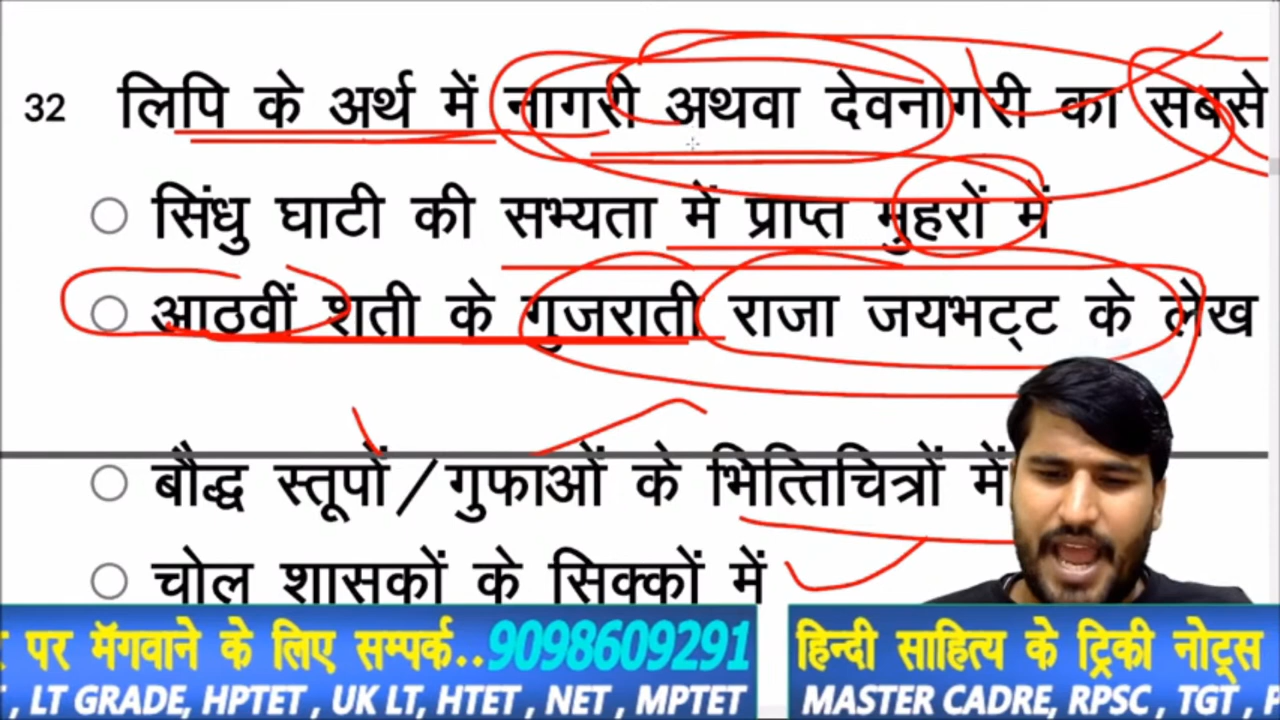 32 लिपि के अर्थ में नागरी अथवा देवनागरी का सबसे
सिंधु घाटी की सभ्यता में प्राप्त मुहरों में
आठवीं शती के गुजराती राजा जयभट्ट के लेख
बौद्ध स्तूपों/गुफाओं के भित्तिचित्रों में
चोल शासकों के सिक्कों में
पर मॅगवाने के लिए सम्पर्क..9098609291
हिन्दी साहित्य के ट्रिकी नोट्स
, LT GRADE, HPTET , UK LT, HTET , NET , MPTET
MASTER CADRE, RPSC , TGT ,